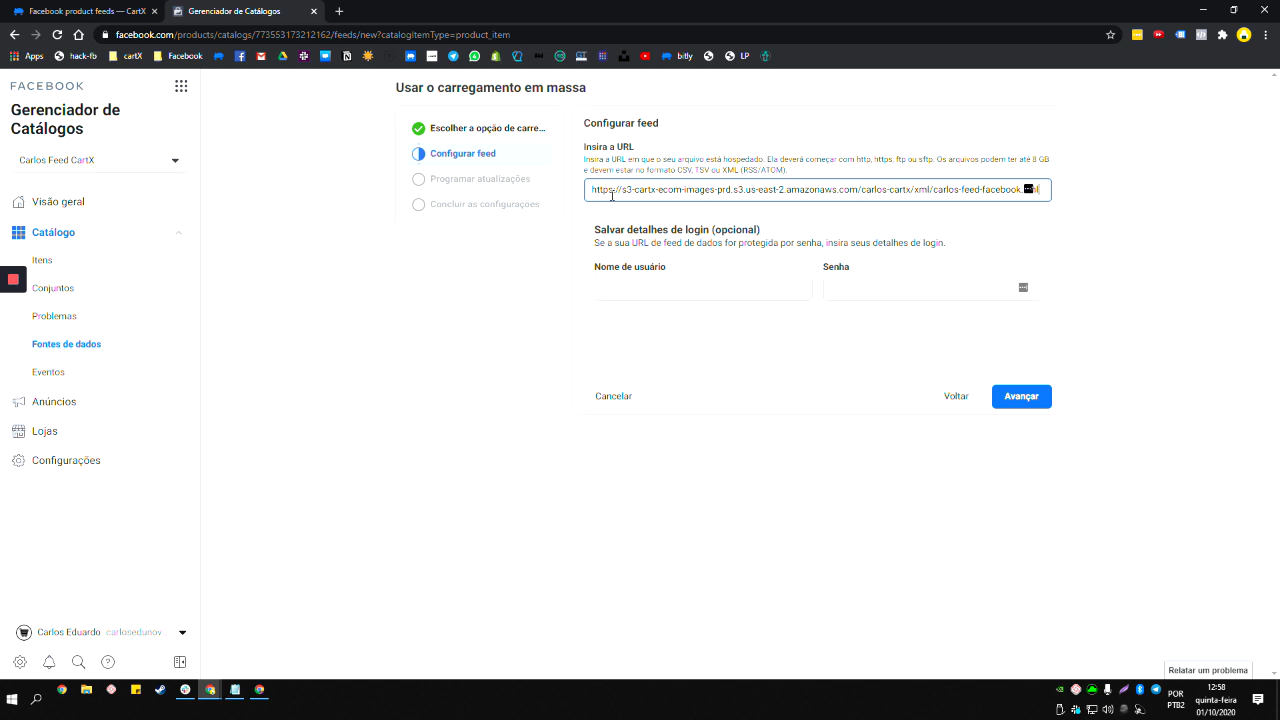 Facebook product feeds — CartX
Gerenciador de Catálogos
facebook.com/products/catalogs/773553173212162/feeds/new?catalogItemType=product_item
Apps
hack-fb
cartX
Facebook
bitly
LP
FACEBOOK
Gerenciador de
Catálogos
Carlos Feed CartX
Visão geral
Catálogo
Itens
Conjuntos
Problemas
Fontes de dados
Eventos
Anúncios
Lojas
Configurações
Carlos Eduardo carlosedunov
Usar o carregamento em massa
Escolher a opção de carre...
Configurar feed
Programar atualizações
Concluir as configurações
Configurar feed
Insira a URL
Insira a URL em que o seu arquivo está hospedado. Ela deverá começar com http, https, ftp ou sftp. Os arquivos podem ter até 8 GB
e devem estar no formato CSV, TSV ou XML (RSS/ATOM).
https://s3-cartx-ecom-images-prd.s3.us-east-2.amazonaws.com/carlos-cartx/xml/carlos-feed-facebook.
Salvar detalhes de login (opcional)
Se a sua URL de feed de dados for protegida por senha, insira seus detalhes de login.
Nome de usuário
Senha
Cancelar
Voltar
Avançar
Relatar um problema
POR
PTB2
12:58
quinta-feira
01/10/2020